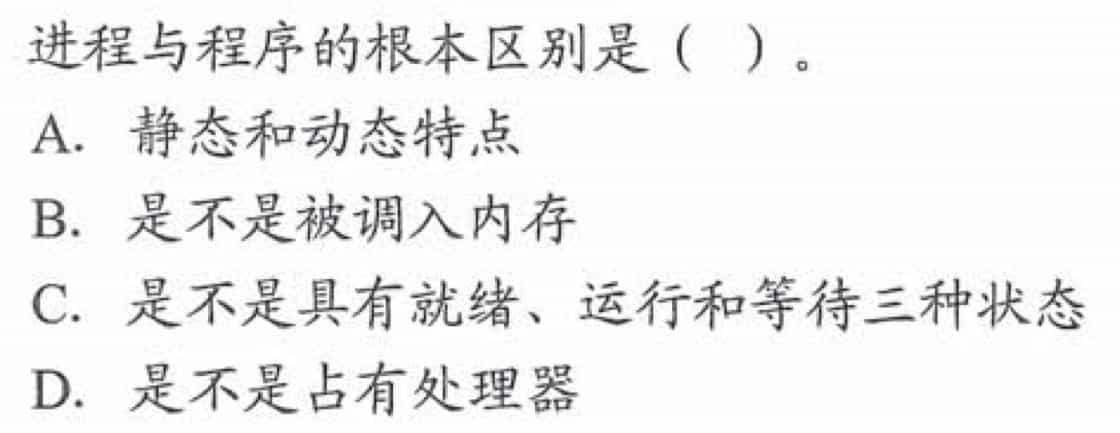 进程与程序的根本区别是（ ）。
A. 静态和动态特点
B. 是不是被调入内存
C. 是不是具有就绪、运行和等待三种状态
D. 是不是占有处理器